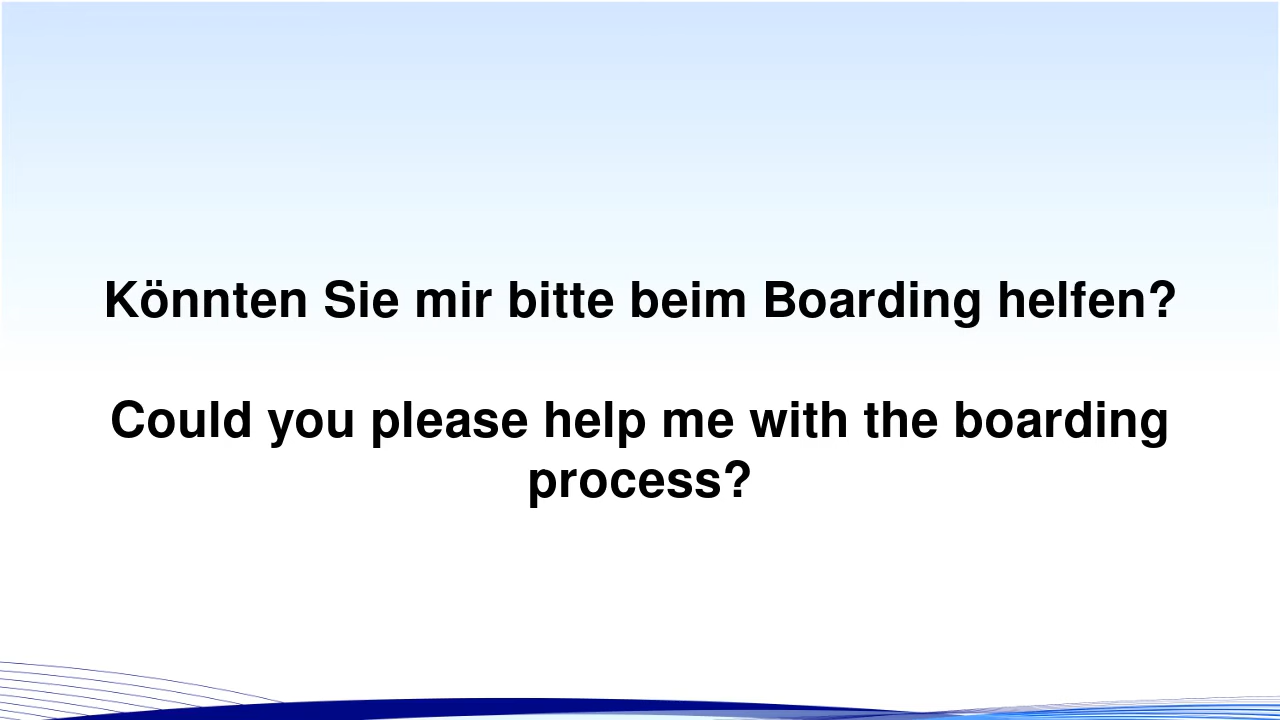 Könnten Sie mir bitte beim Boarding helfen?
Could you please help me with the boarding
process?